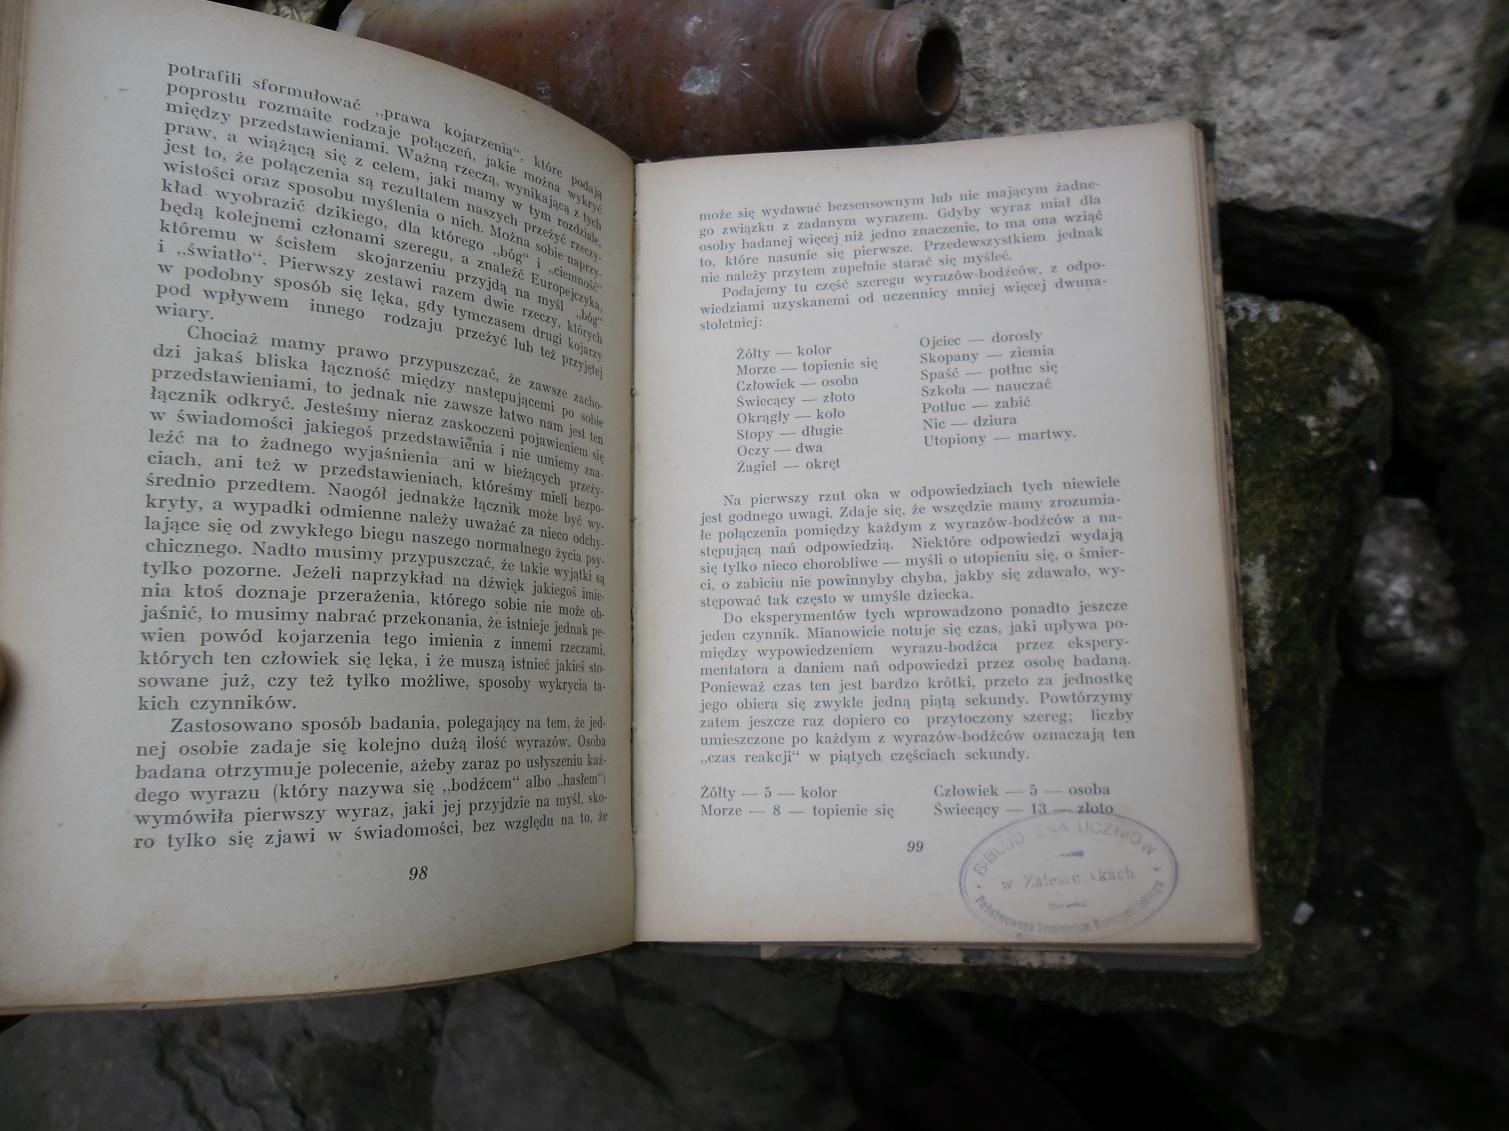 potrafili sformułować „prawa kojarzenia“, które podają
poprostu rozmaite rodzaje połączeń, jakie można wykryć
między przedstawieniami. Ważną rzęczą, wynikającą z tych
praw, a wiążącą się z celem, jaki mamy w tym rozdziale,
jest to, że połączenia są rezultatem naszych przeżyć rzeczy-
wistości oraz sposobu myślenia o nich. Można sobie naprzy-
kład wyobrazić dzikiego, dla którego „bóg“ i „ciemność“
będą kolejnemi członami szeregu, a znaleźć Europejczyka,
któremu w ścisłem skojarzeniu przyjdą na myśl „bóg“
i „światło“. Pierwszy zestawi razem dwie rzeczy, których
w podobny sposób się lęka, gdy tymczasem drugi kojarzy
pod wpływem innego rodzaju przeżyć lub też przyjętej
wiary.
Chociaż mamy prawo przypuszczać, że zawsze zacho-
dzi jakaś bliska łączność między następującemi po sobie
przedstawieniami, to jednak nie zawsze łatwo nam jest ten
łącznik odkryć. Jesteśmy nieraz zaskoczeni pojawieniem się
w świadomości jakiegoś przedstawienia i nie umiemy zna-
leźć na to żadnego wyjaśnienia ani w bieżących przeży-
ciach, ani też w przedstawieniach, któreśmy mieli bezpo-
średnio przedtem. Naogół jednakże łącznik może być wy-
kryty, a wypadki odmienne należy uważać za nieco odchy-
lające się od zwykłego biegu naszego normalnego życia psy-
chicznego. Nadto musimy przypuszczać, że takie wyjątki są
tylko pozorne. Jeżeli naprzykład na dźwięk jakiegoś imie-
nia ktoś doznaje przerażenia, którego sobie nie może ob-
jaśnić, to musimy nabrać przekonania, że istnieje jednak pe-
wien powód kojarzenia tego imienia z innemi rzeczami,
których ten człowiek się lęka, i że muszą istnieć jakieś sto-
sowane już, czy też tylko możliwe, sposoby wykrycia ta-
kich czynników.
Zastosowano sposób badania, polegający na tem, że jed-
nej osobie zadaje się kolejno dużą ilość wyrazów. Osoba
badana otrzymuje polecenie, ażeby zaraz po usłyszeniu każ-
dego wyrazu (który nazywa się „bodźcem“ albo „hasłem“)
wymówiła pierwszy wyraz, jaki jej przyjdzie na myśl, sko-
ro tylko się zjawi w świadomości, bez względu na to, że
98
może się wydawać bezsensownym lub nie mającym żadne-
go związku z zadanym wyrazem. Gdyby wyraz miał dla
osoby badanej więcej niż jedno znaczenie, to ma ona wziąć
to, które nasunie się pierwsze. Przedewszystkiem jednak
nie należy przytem zupełnie starać się myśleć.
Podajemy tu część szeregu wyrazów-bodźców, z odpo-
wiedziami uzyskanemi od uczennicy mniej więcej dwuna-
stoletniej:
Żółty — kolor
Morze — topienie się
Człowiek — osoba
Świecący — złoto
Okrągły — koło
Stopy — długie
Oczy — dwa
Żagiel — okręt
Ojciec — dorosły
Skopany — ziemia
Spaść — potłuc się
Szkoła — nauczać
Potłuc — zabić
Nic — dziura
Utopiony — martwy.
Na pierwszy rzut oka w odpowiedziach tych niewiele
jest godnego uwagi. Zdaje się, że wszędzie mamy zrozumia-
łe połączenia pomiędzy każdym z wyrazów-bodźców a na-
stępującą nań odpowiedzią. Niektóre odpowiedzi wydają
się tylko nieco chorobliwe — myśli o utopieniu się, o śmier-
ci, o zabiciu nie powinnyby chyba, jakby się zdawało, wy-
stępować tak często w umyśle dziecka.
Do eksperymentów tych wprowadzono ponadto jeszcze
jeden czynnik. Mianowicie notuje się czas, jaki upływa po-
między wypowiedzeniem wyrazu-bodźca przez ekspery-
mentatora a daniem nań odpowiedzi przez osobę badaną.
Ponieważ czas ten jest bardzo krótki, przeto za jednostkę
jego obiera się zwykle jedną piątą sekundy. Powtórzymy
zatem jeszcze raz dopiero co przytoczony szereg; liczby
umieszczone po każdym z wyrazów-bodźców oznaczają ten
„czas reakcji“ w piątych częściach sekundy.
Żółty — 5 — kolor
Morze — 8 — topienie się
Człowiek — 5 — osoba
Świecący — 13 — złoto
99
UCZNIÓW
w
Państwowego Seminarjum Nauczycielskiego